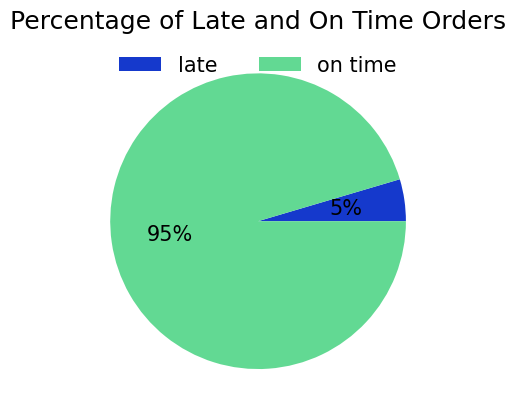 Percentage of Late and On Time Orders
late on time
5%
95%